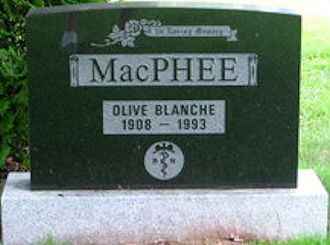 In Loving Memory
MacPHEE
OLIVE BLANCHE
1908 – 1993
R N